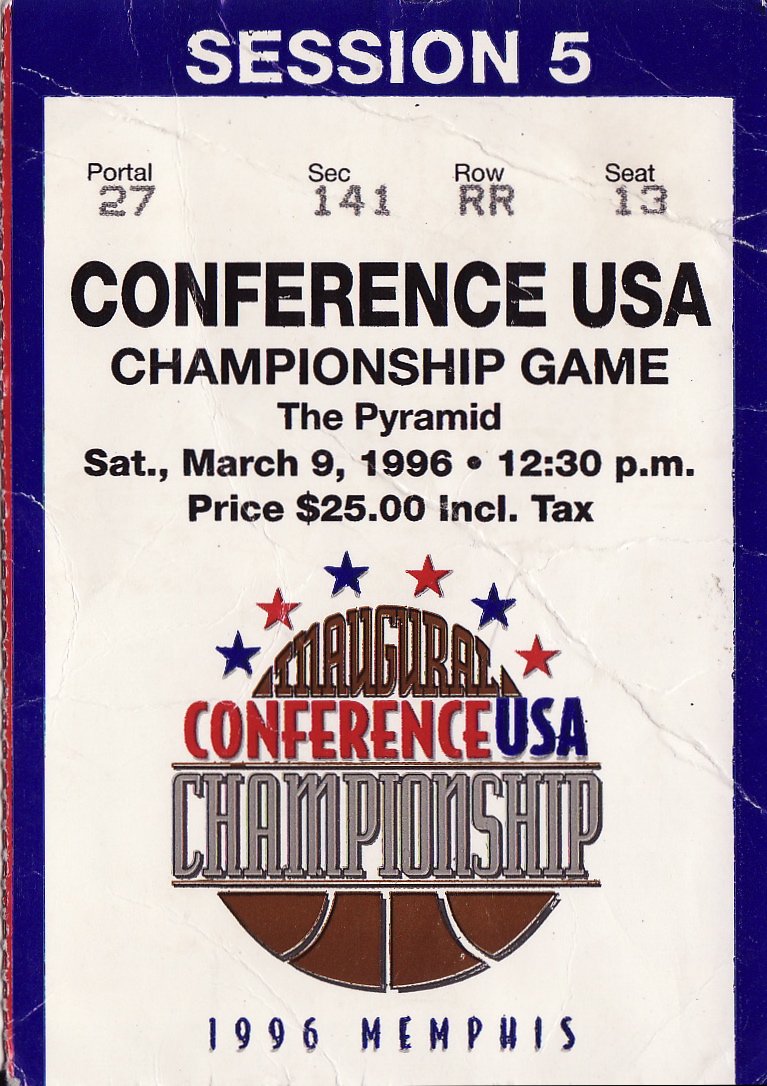 SESSION 5
Portal Sec Row Seat
27 141 RR 13
CONFERENCE USA
CHAMPIONSHIP GAME
The Pyramid
Sat., March 9, 1996 • 12:30 p.m.
Price $25.00 Incl. Tax
INAUGURAL
CONFERENCE USA
CHAMPIONSHIP
1996 MEMPHIS